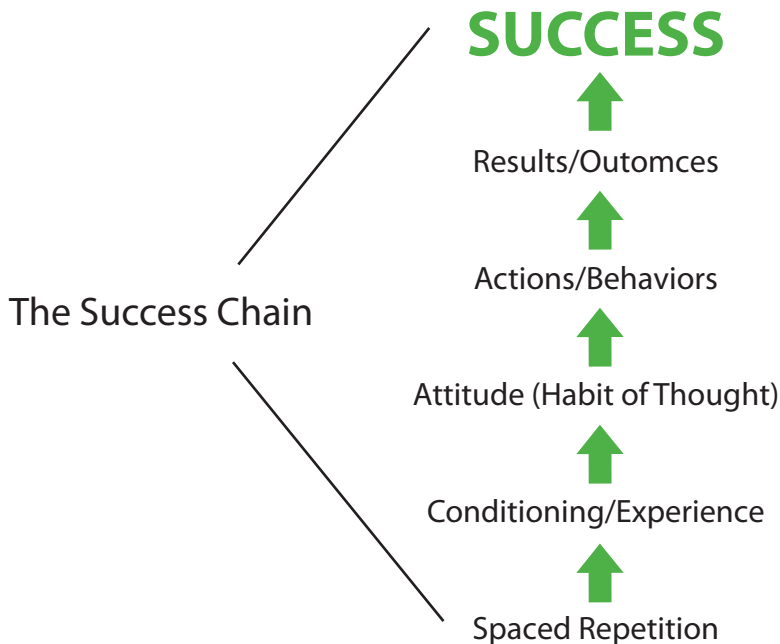 SUCCESS
Results/Outomces
Actions/Behaviors
The Success Chain
Attitude (Habit of Thought)
Conditioning/Experience
Spaced Repetition